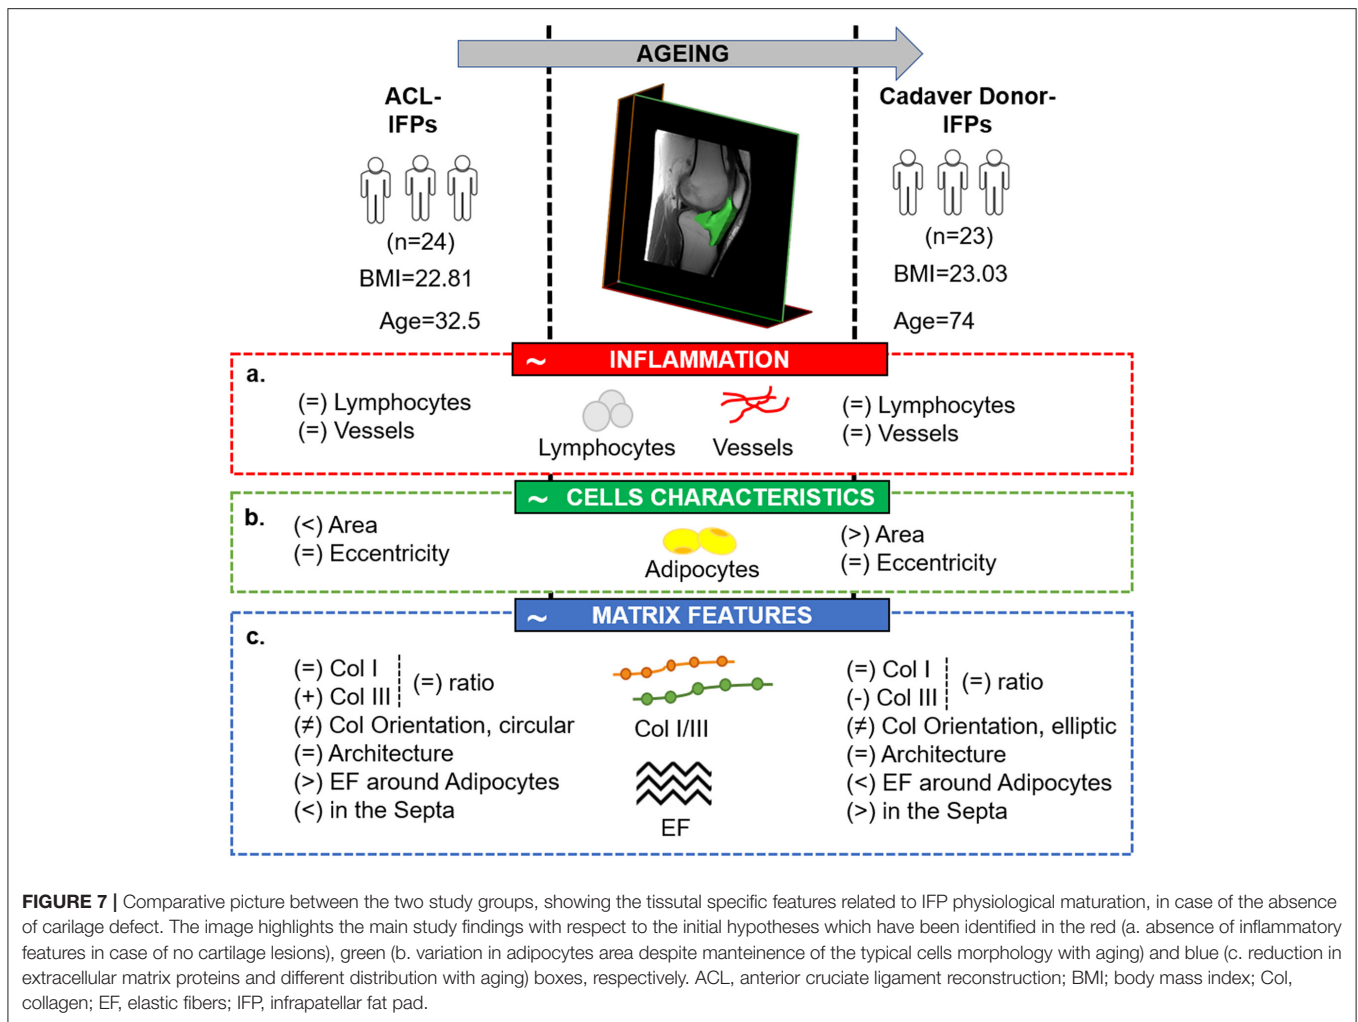 AGEING
ACL-
IFPs
(n=24)
BMI=22.81
Age=32.5
Cadaver Donor-
IFPs
(n=23)
BMI=23.03
Age=74
~ INFLAMMATION
a.
(=) Lymphocytes
(=) Vessels
Lymphocytes
Vessels
(=) Lymphocytes
(=) Vessels
~ CELLS CHARACTERISTICS
b.
(<) Area
(=) Eccentricity
Adipocytes
(>) Area
(=) Eccentricity
~ MATRIX FEATURES
c.
(=) Col I
(+) Col III
(=) ratio
(≠) Col Orientation, circular
(=) Architecture
(>) EF around Adipocytes
(<) in the Septa
Col I/III
EF
(=) Col I
(-) Col III
(=) ratio
(≠) Col Orientation, elliptic
(=) Architecture
(<) EF around Adipocytes
(>) in the Septa
FIGURE 7 | Comparative picture between the two study groups, showing the tissutal specific features related to IFP physiological maturation, in case of the absence
of carilage defect. The image highlights the main study findings with respect to the initial hypotheses which have been identified in the red (a. absence of inflammatory
features in case of no cartilage lesions), green (b. variation in adipocytes area despite manteinence of the typical cells morphology with aging) and blue (c. reduction in
extracellular matrix proteins and different distribution with aging) boxes, respectively. ACL, anterior cruciate ligament reconstruction; BMI; body mass index; Col,
collagen; EF, elastic fibers; IFP, infrapatellar fat pad.